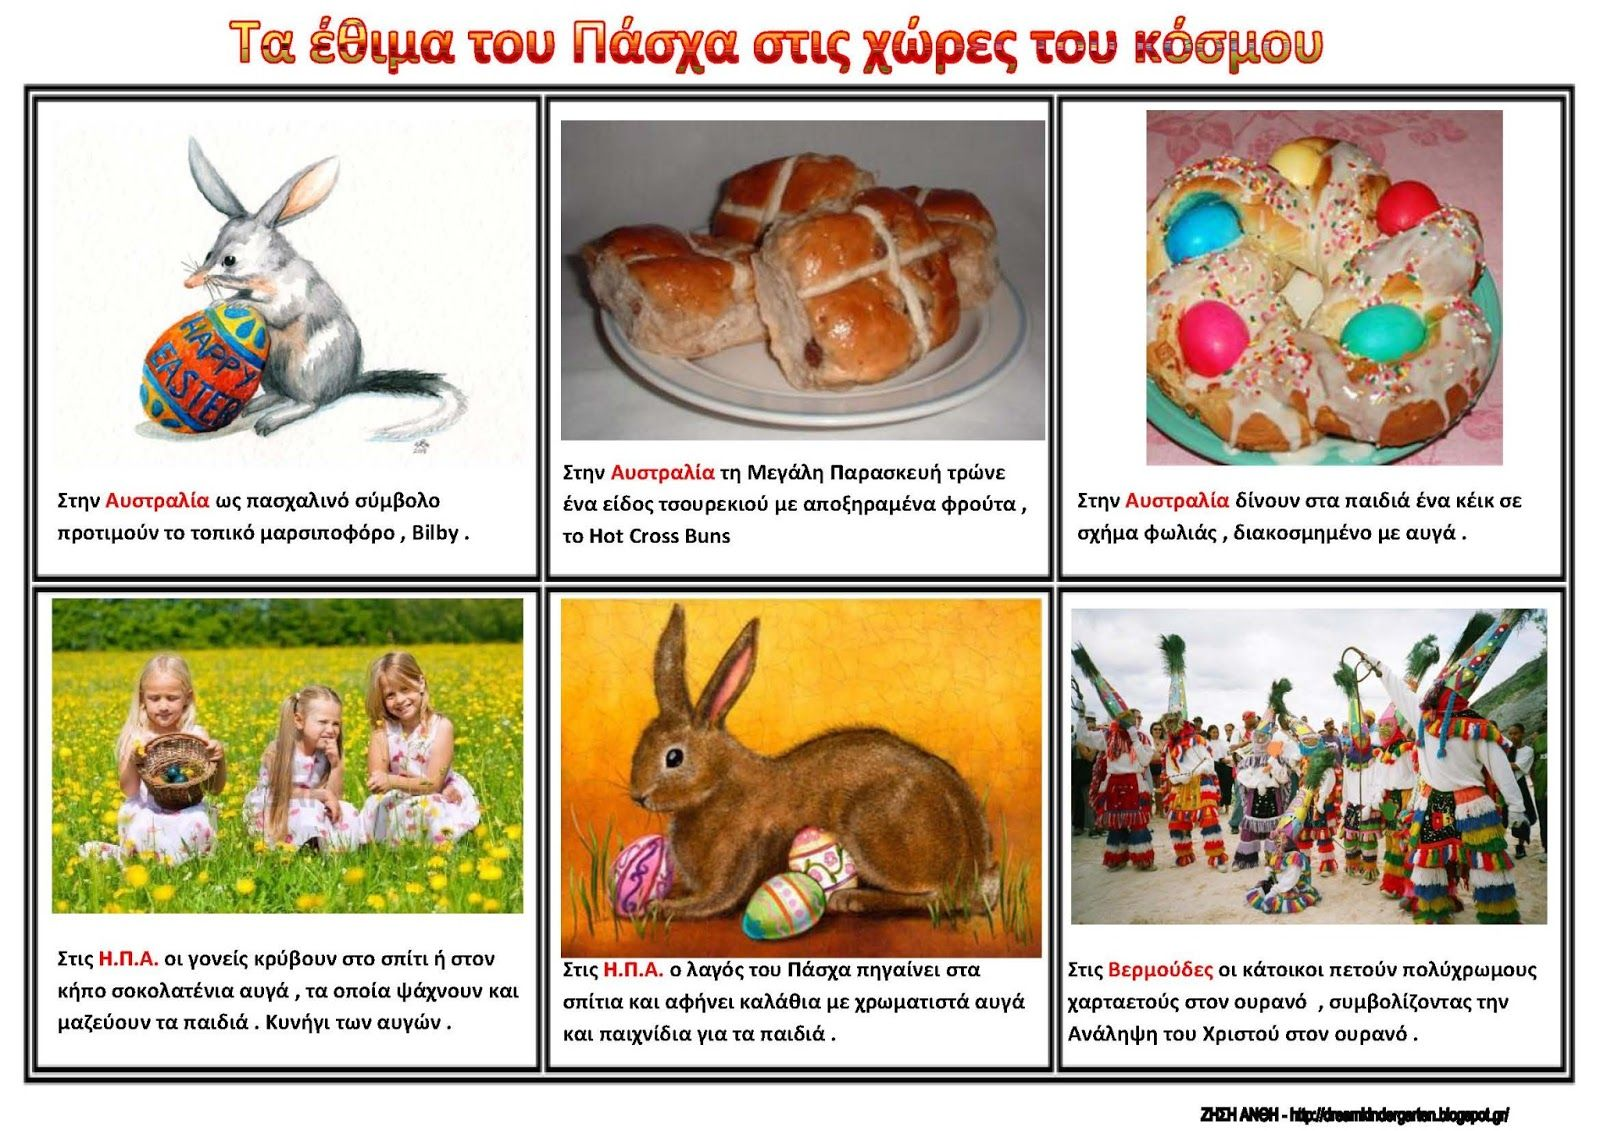 Τα έθιμα του Πάσχα στις χώρες του κόσμου
HAPPY
EASTER
Στην Αυστραλία ως πασχαλινό σύμβολο
προτιμούν το τοπικό μαρσιποφόρο , Bilby .
Στην Αυστραλία τη Μεγάλη Παρασκευή τρώνε
ένα είδος τσουρεκιού με αποξηραμένα φρούτα ,
το Hot Cross Buns
Στην Αυστραλία δίνουν στα παιδιά ένα κέικ σε
σχήμα φωλιάς , διακοσμημένο με αυγά .
Στις Η.Π.Α. οι γονείς κρύβουν στο σπίτι ή στον
κήπο σοκολατένια αυγά , τα οποία ψάχνουν και
μαζεύουν τα παιδιά . Κυνήγι των αυγών .
Στις Η.Π.Α. ο λαγός του Πάσχα πηγαίνει στα
σπίτια και αφήνει καλάθια με χρωματιστά αυγά
και παιχνίδια για τα παιδιά .
Στις Βερμούδες οι κάτοικοι πετούν πολύχρωμους
χαρταετούς στον ουρανό , συμβολίζοντας την
Ανάληψη του Χριστού στον ουρανό .
ΖΗΣΗ ΑΝΘΗ - http://dreamkindergarten.blogspot.gr/